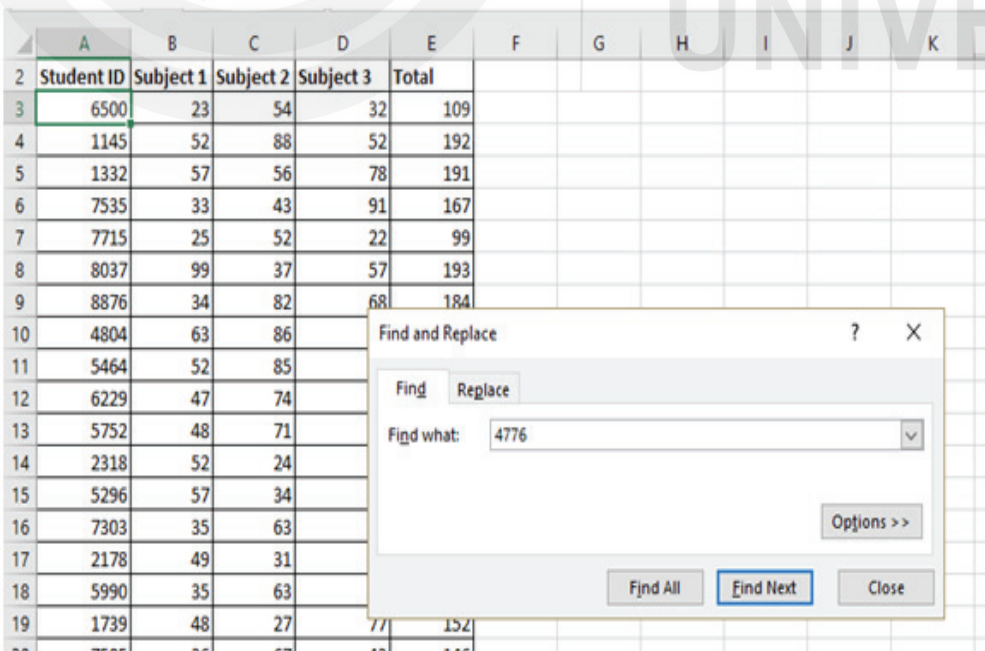 UNIVE
A B C D E F G H I J K
2 Student ID Subject 1 Subject 2 Subject 3 Total
3 6500 23 54 32 109
4 1145 52 88 52 192
5 1332 57 56 78 191
6 7535 33 43 91 167
7 7715 25 52 22 99
8 8037 99 37 57 193
9 8876 34 82 68 184
10 4804 63 86
11 5464 52 85
12 6229 47 74
13 5752 48 71
14 2318 52 24
15 5296 57 34
16 7303 35 63
17 2178 49 31
18 5990 35 63
19 1739 48 27 77 152
Find and Replace ? X
Find Replace
Find what: 4776
Options >>
Find All Find Next Close